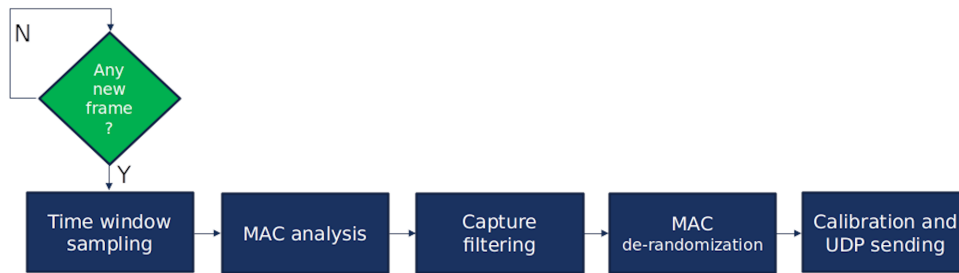 N
Any
new
frame
?
Y
Time window
sampling
MAC analysis
Capture
filtering
MAC
de-randomization
Calibration and
UDP sending